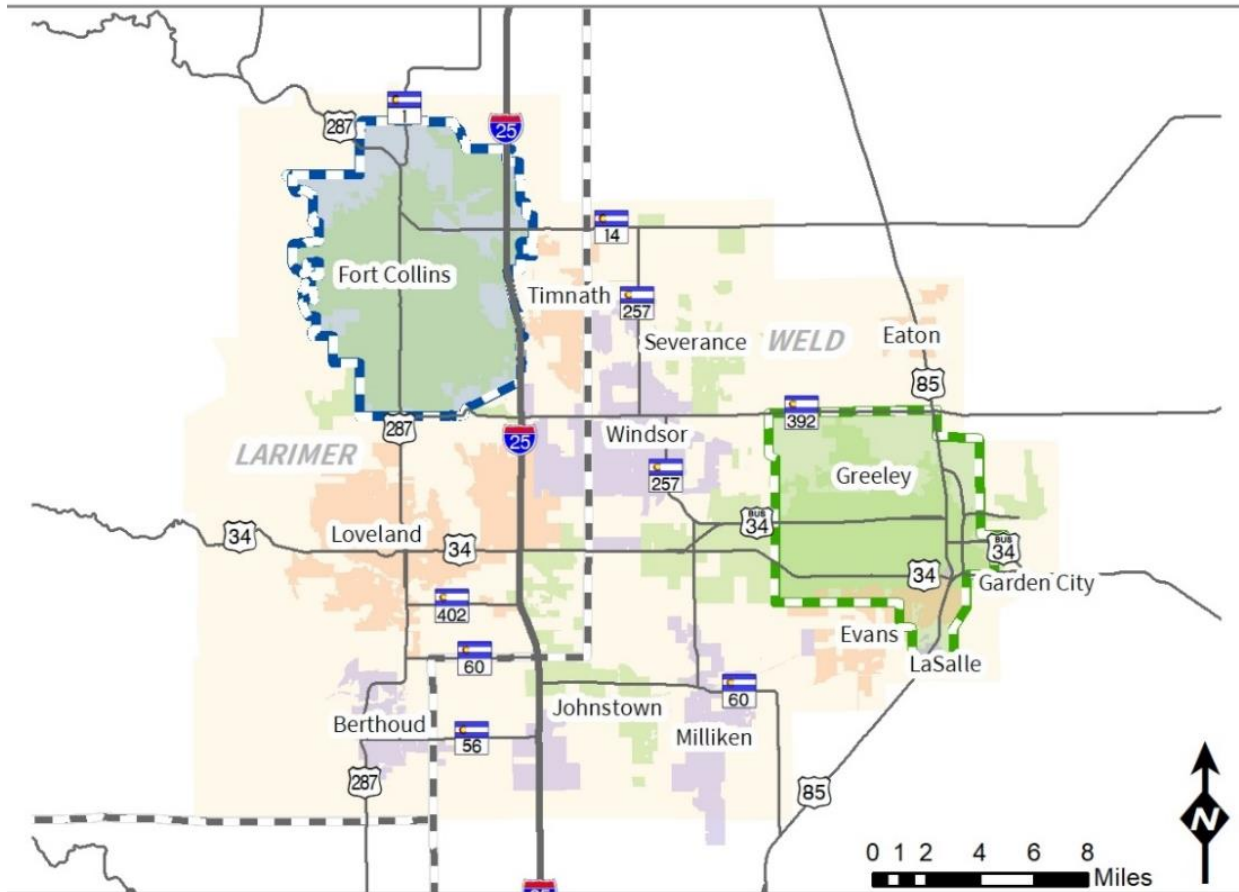 1
287
25
14
Fort Collins
Timnath
257
Severance
WELD
Eaton
85
392
287
25
Windsor
LARIMER
257
Greeley
BUS
34
34
Loveland
34
BUS
34
34
Garden City
402
Evans
60
LaSalle
60
Johnstown
Berthoud
56
Milliken
287
85
N
0 1 2 4 6 8
Miles